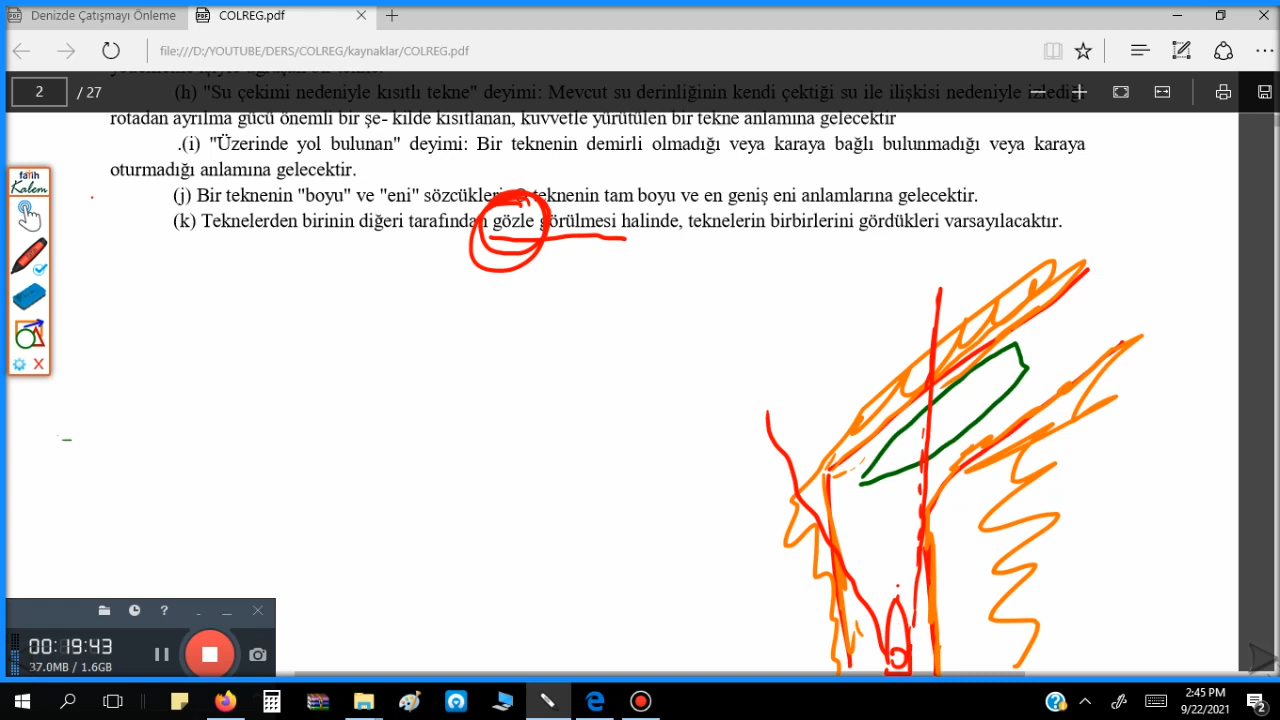 Denizde Çatışmayı Önleme
COLREG.pdf
file:///D:/YOUTUBE/DERS/COLREG/kaynaklar/COLREG.pdf
2 / 27
(h) "Su çekimi nedeniyle kısıtlı tekne" deyimi: Mevcut su derinliğinin kendi çektiği su ile ilişkisi nedeniyle izlediği
rotadan ayrılma gücü önemli bir şe- kilde kısıtlanan, kuvvetle yürütülen bir tekne anlamına gelecektir
.(i) "Üzerinde yol bulunan" deyimi: Bir teknenin demirli olmadığı veya karaya bağlı bulunmadığı veya karaya
oturmadığı anlamına gelecektir.
(j) Bir teknenin "boyu" ve "eni" sözcükleri teknenin tam boyu ve en geniş eni anlamlarına gelecektir.
(k) Teknelerden birinin diğeri tarafından gözle görülmesi halinde, teknelerin birbirlerini gördükleri varsayılacaktır.
fatih
Kalem
00:19:43
37.0MB / 1.6GB
2:45 PM
9/22/2021
2